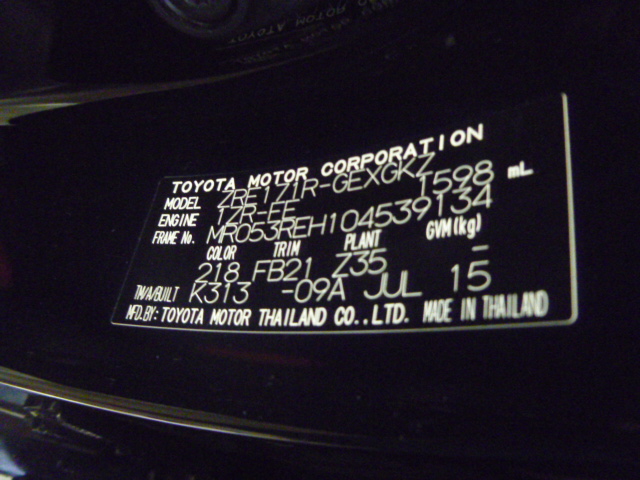 TOYOTA MOTOR CORPORATION
MODEL ZRE171R-GEXGKZ
ENGINE 1ZR-FE 1598 mL
FRAME No. MR053REH104539134
COLOR TRIM PLANT GVM(kg)
218 FB21 Z35 -
TM/A/BUILT K313 -09A JUL 15
MFD.BY: TOYOTA MOTOR THAILAND CO.,LTD. MADE IN THAILAND